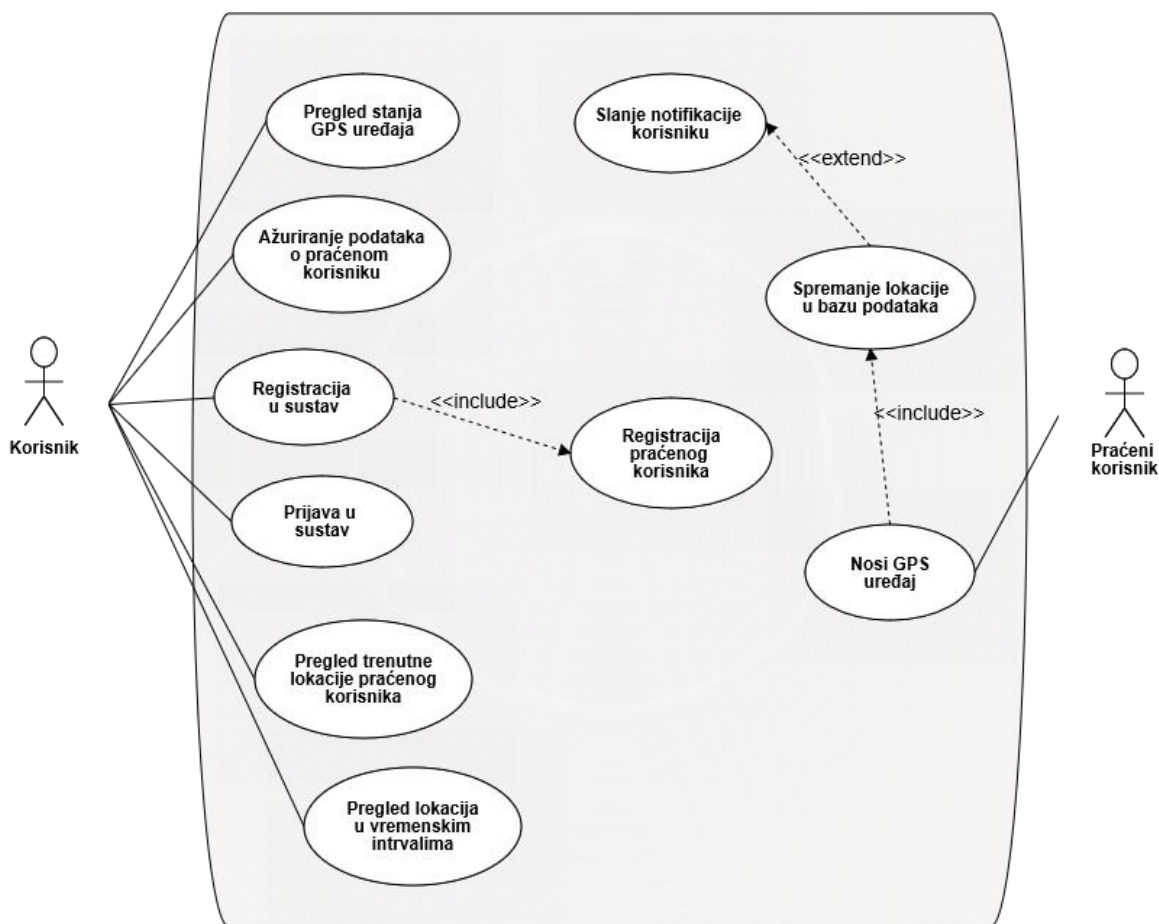 Pregled stanja
GPS uređaja
Slanje notifikacije
korisniku
<<extend>>
Ažuriranje podataka
o praćenom
korisniku
Spremanje lokacije
u bazu podataka
Korisnik
Registracija
u sustav
<<include>>
Registracija
praćenog
korisnika
<<include>>
Praćeni
korisnik
Prijava u
sustav
Nosi GPS
uređaj
Pregled trenutne
lokacije praćenog
korisnika
Pregled lokacija
u vremenskim
intrvalima